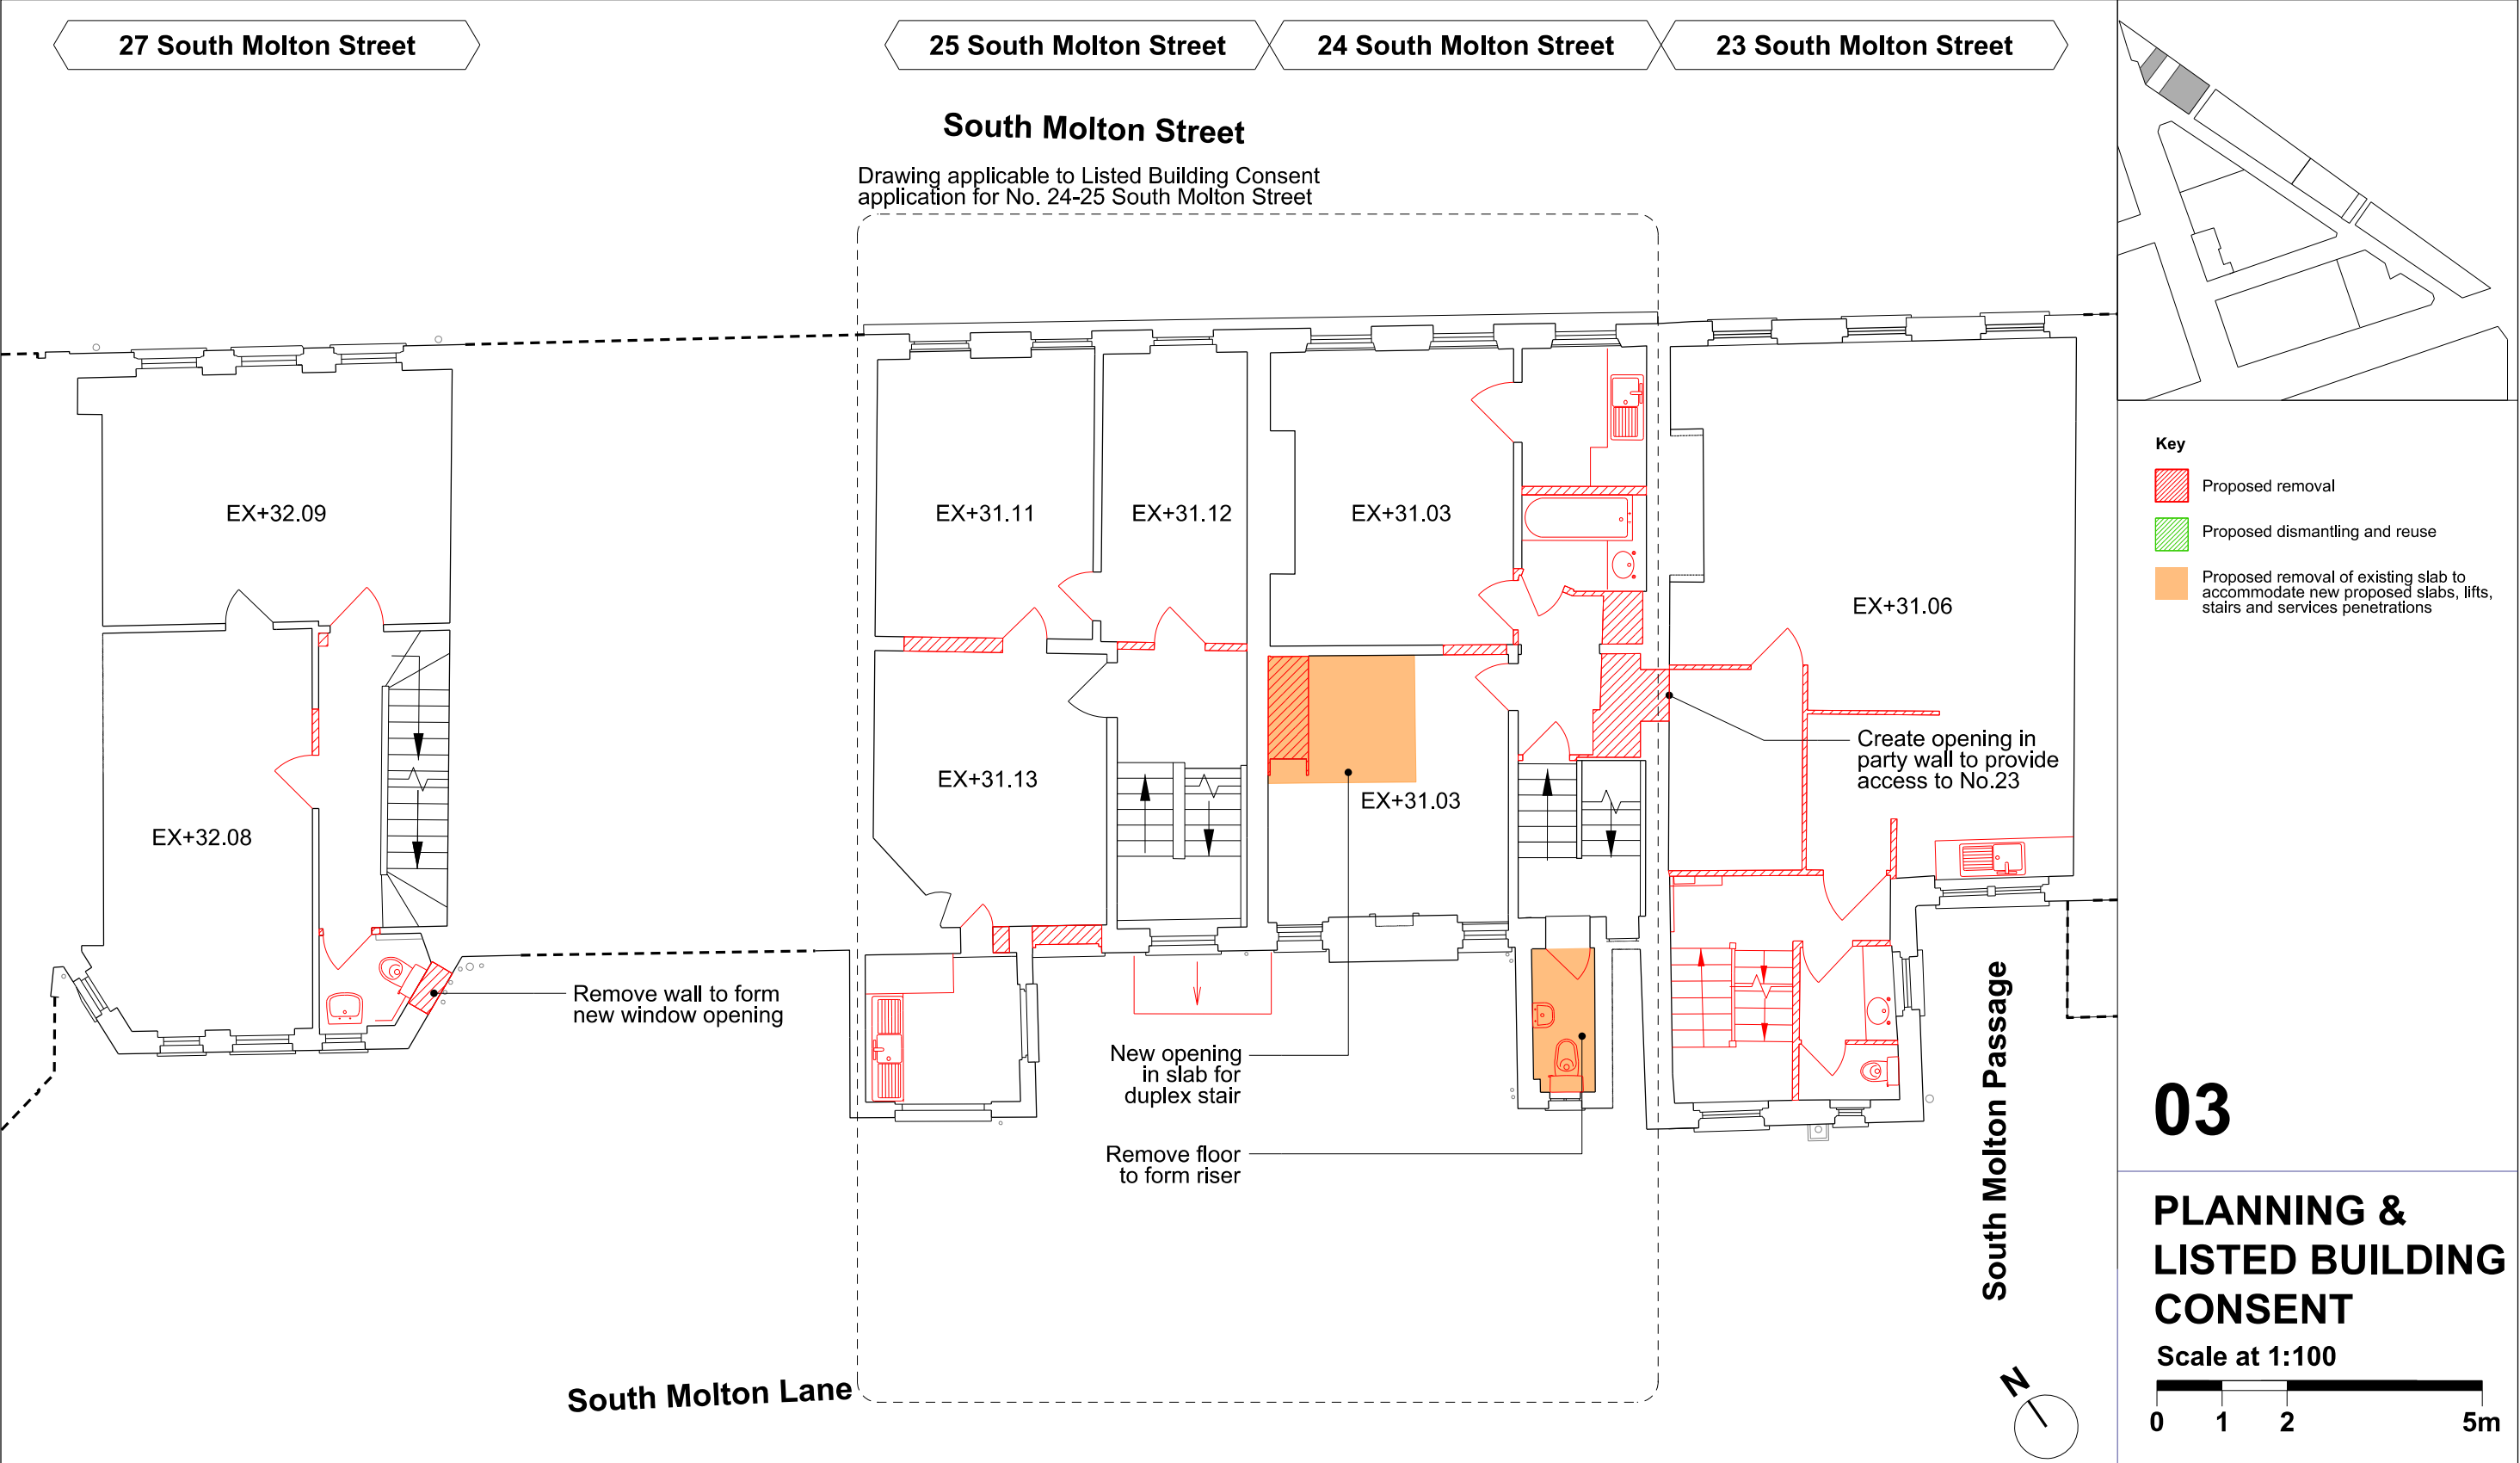 27 South Molton Street
25 South Molton Street
24 South Molton Street
23 South Molton Street
South Molton Street
Drawing applicable to Listed Building Consent
application for No. 24-25 South Molton Street
EX+32.09
EX+31.11
EX+31.12
EX+31.03
EX+31.06
EX+32.08
EX+31.13
EX+31.03
Create opening in
party wall to provide
access to No.23
Remove wall to form
new window opening
New opening
in slab for
duplex stair
Remove floor
to form riser
South Molton Passage
South Molton Lane
N
Key
Proposed removal
Proposed dismantling and reuse
Proposed removal of existing slab to
accommodate new proposed slabs, lifts,
stairs and services penetrations
03
PLANNING &
LISTED BUILDING
CONSENT
Scale at 1:100
0 1 2 5m